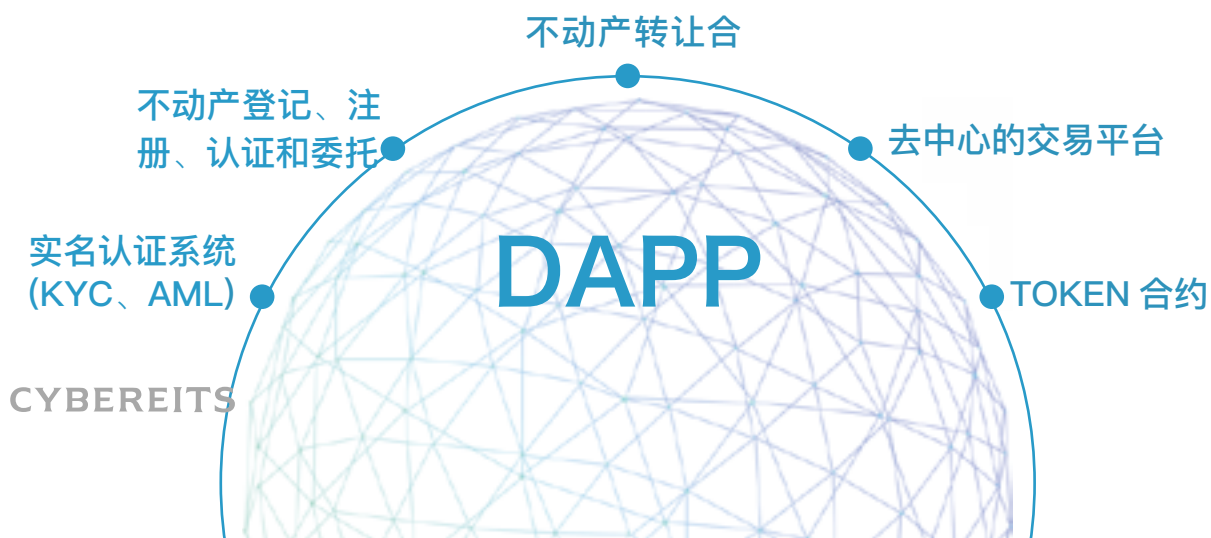 不动产转让合
不动产登记、注
册、认证和委托
去中心的交易平台
DAPP
实名认证系统
(KYC、AML)
TOKEN 合约
CYBEREITS